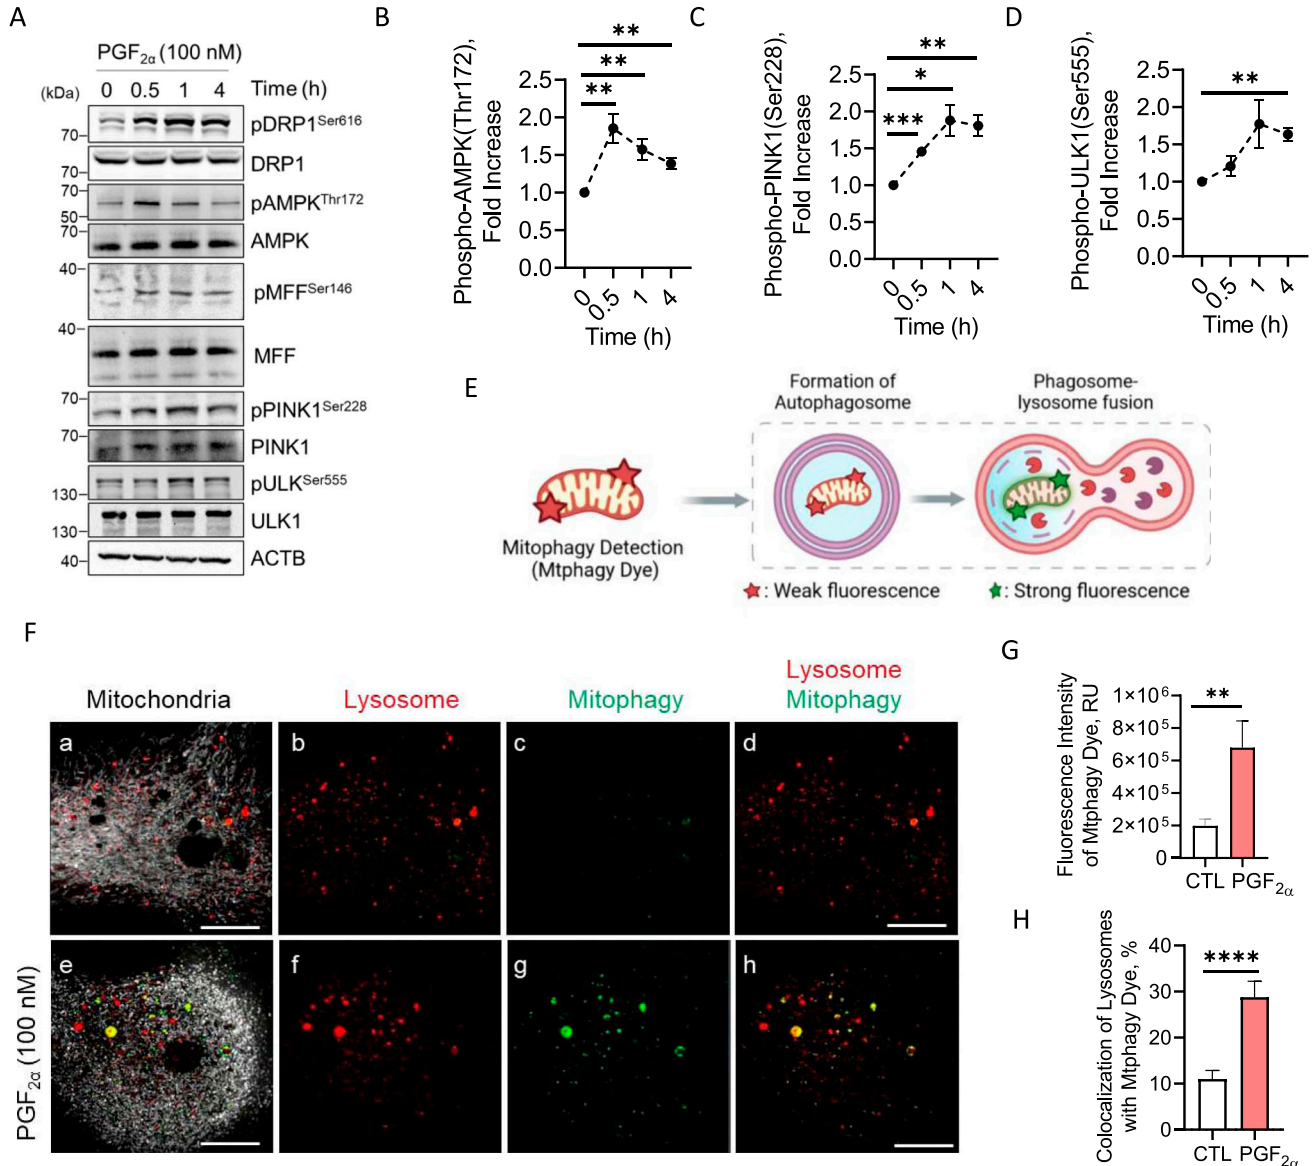 A
PGF2α (100 nM)
(kDa) 0 0.5 1 4 Time (h)
70 pDRP1Ser616
70 DRP1
70
50 pAMPKThr172
70 AMPK
40 pMFFSer146
40 MFF
70 pPINK1Ser228
70 PINK1
130 pULKSer555
130 ULK1
40 ACTB
B
Phospho-AMPK(Thr172),
Fold Increase
2.5
2.0
1.5
1.0
0.5
0.0
**
**
**
0 0.5 1 4
Time (h)
C
Phospho-PINK1(Ser228),
Fold Increase
2.5
2.0
1.5
1.0
0.5
0.0
**
*
***
0 0.5 1 4
Time (h)
D
Phospho-ULK1(Ser555),
Fold Increase
2.5
2.0
1.5
1.0
0.5
0.0
**
0 0.5 1 4
Time (h)
E
Mitophagy Detection
(Mtphagy Dye)
Formation of
Autophagosome
Phagosome-
lysosome fusion
: Weak fluorescence
: Strong fluorescence
F
Mitochondria
Lysosome
Mitophagy
Lysosome
Mitophagy
a
b
c
d
PGF2α (100 nM)
e
f
g
h
G
Fluorescence Intensity
of Mtphagy Dye, RU
1×10⁶
8×10⁵
6×10⁵
4×10⁵
2×10⁵
0
**
CTL PGF2α
H
Colocalization of Lysosomes
with Mtphagy Dye, %
40
30
20
10
0
****
CTL PGF2α